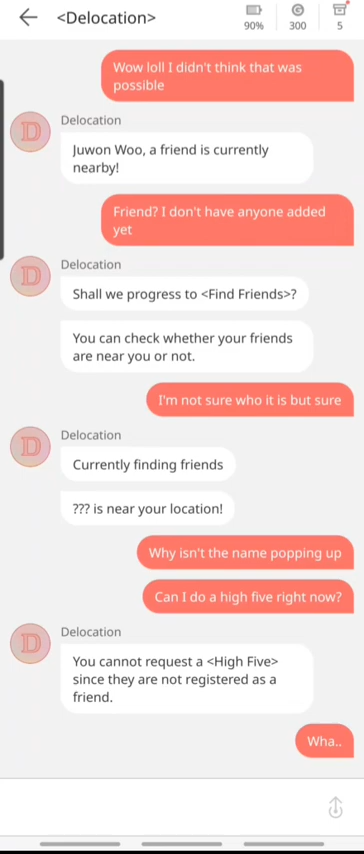 <Delocation>
90%
300
5
Wow loll I didn't think that was
possible
Delocation
D
Juwon Woo, a friend is currently
nearby!
Friend? I don't have anyone added
yet
Delocation
D
Shall we progress to <Find Friends>?
You can check whether your friends
are near you or not.
I'm not sure who it is but sure
Delocation
D
Currently finding friends
??? is near your location!
Why isn't the name popping up
Can I do a high five right now?
Delocation
D
You cannot request a <High Five>
since they are not registered as a
friend.
Wha..